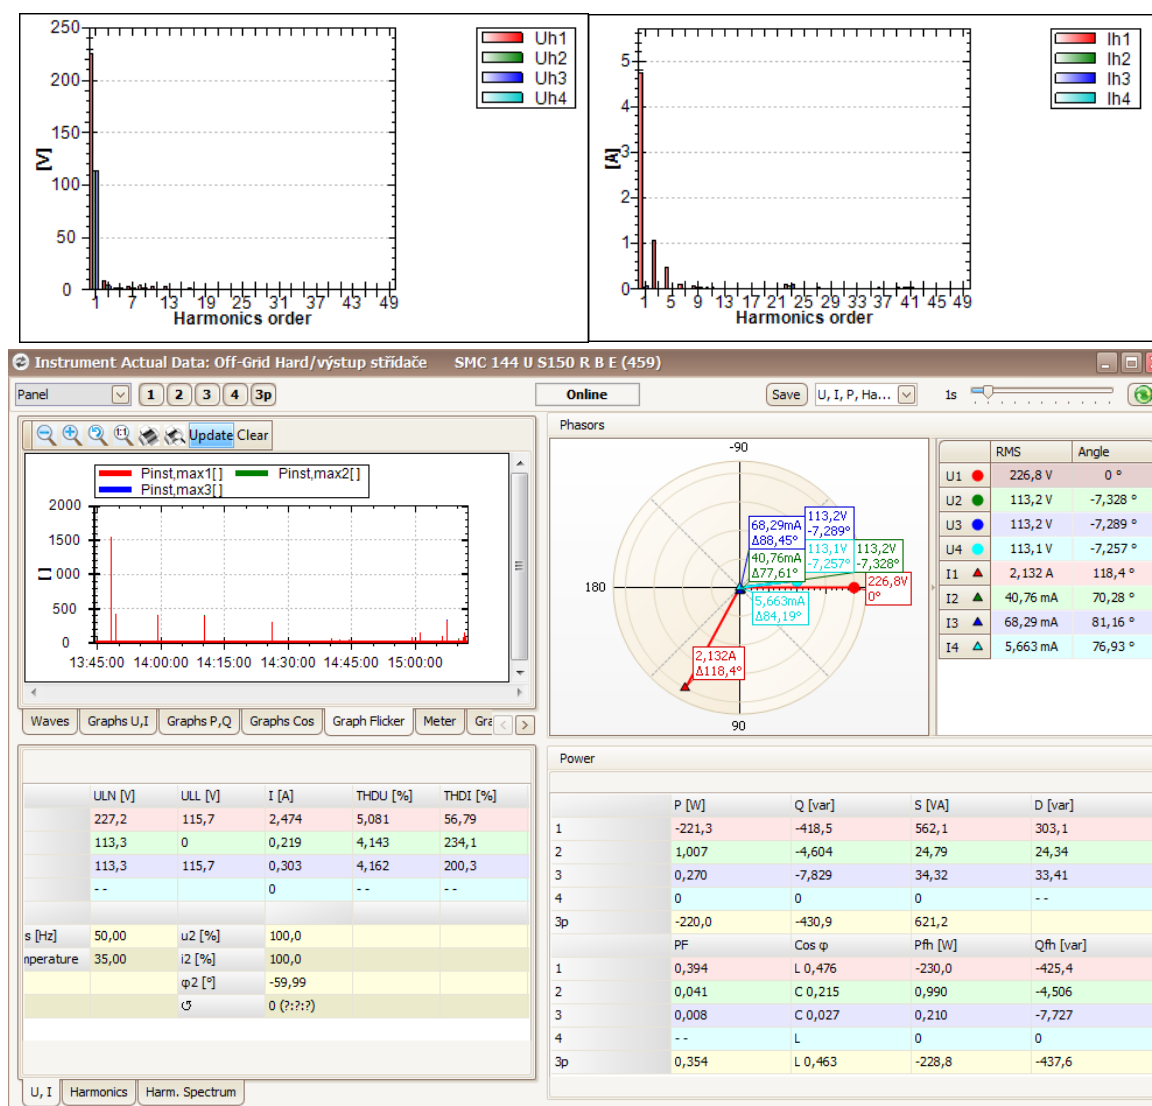 250
200
150
100
50
0
[V]
1 7 13 19 25 31 37 43 49
Harmonics order
Uh1
Uh2
Uh3
Uh4
5
4
3
2
1
0
[A]
1 5 9 13 17 21 25 29 33 37 41 45 49
Harmonics order
Ih1
Ih2
Ih3
Ih4
Instrument Actual Data: Off-Grid Hard/výstup střídače SMC 144 U S150 R B E (459)
Panel 1 2 3 4 3p Online Save U, I, P, Ha... 1s
1:1 Update Clear
Pinst,max1[] Pinst,max2[]
Pinst,max3[]
2000
1500
1000
500
0
[]
13:45:00 14:00:00 14:15:00 14:30:00 14:45:00 15:00:00
Waves Graphs U,I Graphs P,Q Graphs Cos Graph Flicker Meter Gra
Phasors
-90
180
90
68,29mA
Δ88,45°
113,2V
-7,289°
40,76mA
Δ77,61°
113,1V
-7,257°
113,2V
-7,328°
226,8V
0°
5,663mA
Δ84,19°
2,132A
Δ118,4°
RMS Angle
U1 226,8 V 0 °
U2 113,2 V -7,328 °
U3 113,2 V -7,289 °
U4 113,1 V -7,257 °
I1 2,132 A 118,4 °
I2 40,76 mA 70,28 °
I3 68,29 mA 81,16 °
I4 5,663 mA 76,93 °
ULN [V] ULL [V] I [A] THDU [%] THDI [%]
227,2 115,7 2,474 5,081 56,79
113,3 0 0,219 4,143 234,1
113,3 115,7 0,303 4,162 200,3
- - 0 - - - -
s [Hz] 50,00 u2 [%] 100,0
mperature 35,00 i2 [%] 100,0
φ2 [°] -59,99
↺ 0 (?:?:?)
U, I Harmonics Harm. Spectrum
Power
P [W] Q [var] S [VA] D [var]
1 -221,3 -418,5 562,1 303,1
2 1,007 -4,604 24,79 24,34
3 0,270 -7,829 34,32 33,41
4 0 0 0 - -
3p -220,0 -430,9 621,2
PF Cos φ Pfh [W] Qfh [var]
1 0,394 L 0,476 -230,0 -425,4
2 0,041 C 0,215 0,990 -4,506
3 0,008 C 0,027 0,210 -7,727
4 - - L 0 0
3p 0,354 L 0,463 -228,8 -437,6